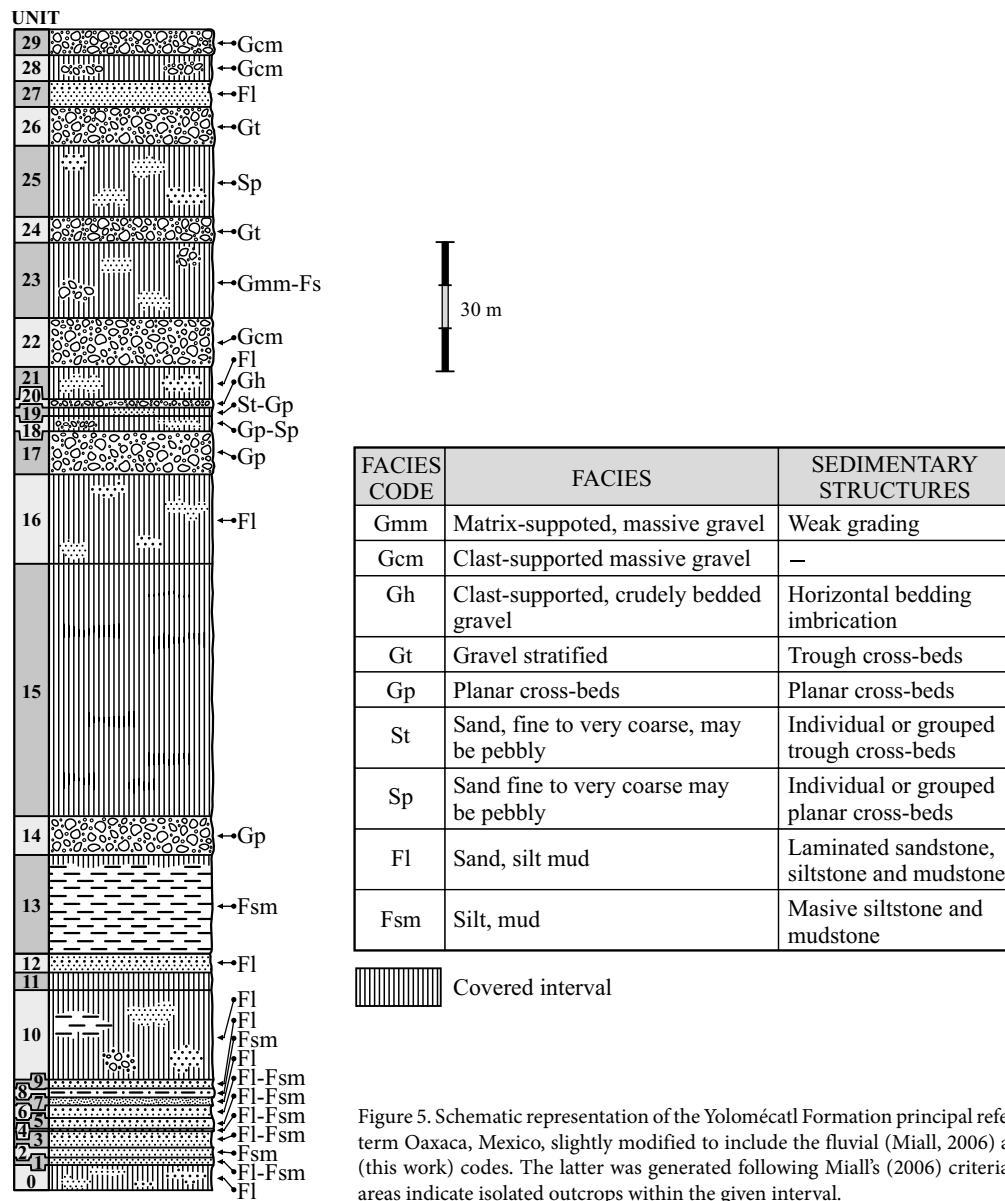 UNIT
29
Gcm
28
Gcm
27
Fl
26
Gt
25
Sp
24
Gt
23
Gmm-Fs
22
Gcm
Fl
21
Gh
20
St-Gp
19
Gp-Sp
18
17
Gp
16
Fl
15
14
Gp
13
Fsm
12
Fl
11
10
Fl
Fl
Fsm
Fl
9
Fl-Fsm
8
Fl-Fsm
7
6
Fl-Fsm
5
4
Fl-Fsm
3
Fsm
2
1
Fl-Fsm
0
Fl
30 m
FACIES CODE
FACIES
SEDIMENTARY STRUCTURES
Gmm
Matrix-suppoted, massive gravel
Weak grading
Gcm
Clast-supported massive gravel
–
Gh
Clast-supported, crudely bedded
gravel
Horizontal bedding
imbrication
Gt
Gravel stratified
Trough cross-beds
Gp
Planar cross-beds
Planar cross-beds
St
Sand, fine to very coarse, may
be pebbly
Individual or grouped
trough cross-beds
Sp
Sand fine to very coarse may
be pebbly
Individual or grouped
planar cross-beds
Fl
Sand, silt mud
Laminated sandstone,
siltstone and mudstone
Fsm
Silt, mud
Masive siltstone and
mudstone
Covered interval
Figure 5. Schematic representation of the Yolomécatl Formation principal refe
term Oaxaca, Mexico, slightly modified to include the fluvial (Miall, 2006) a
(this work) codes. The latter was generated following Miall's (2006) criteria
areas indicate isolated outcrops within the given interval.